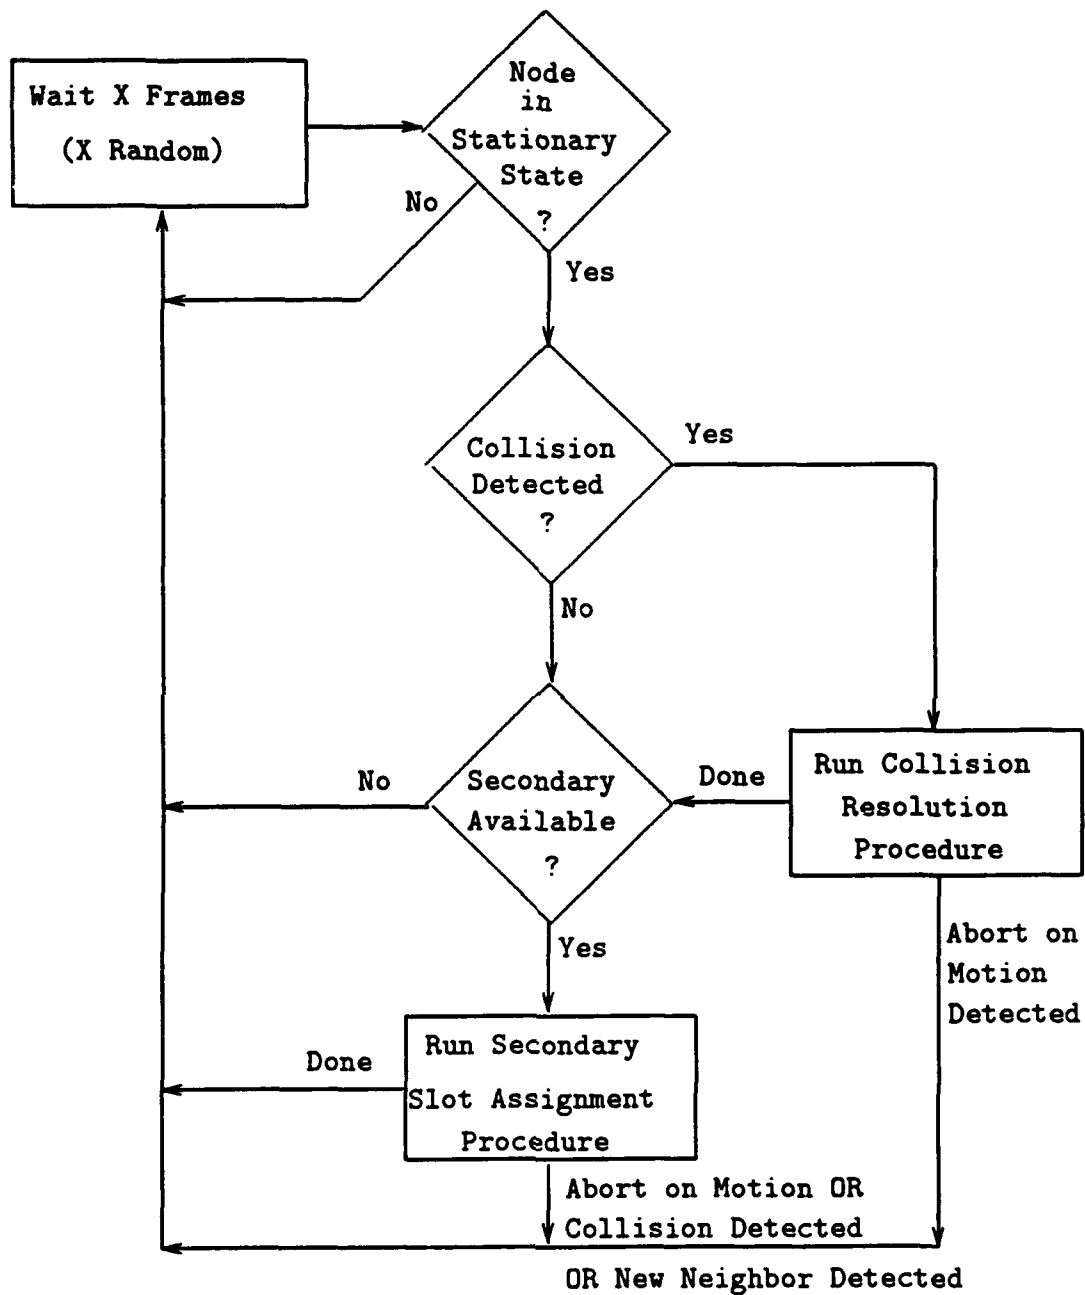 Wait X Frames
(X Random)
Node
in
Stationary
State
?
No
Yes
Collision
Detected
?
Yes
No
Secondary
Available
?
No
Done
Run Collision
Resolution
Procedure
Yes
Abort on
Motion
Detected
Run Secondary
Slot Assignment
Procedure
Done
Abort on Motion OR
Collision Detected
OR New Neighbor Detected